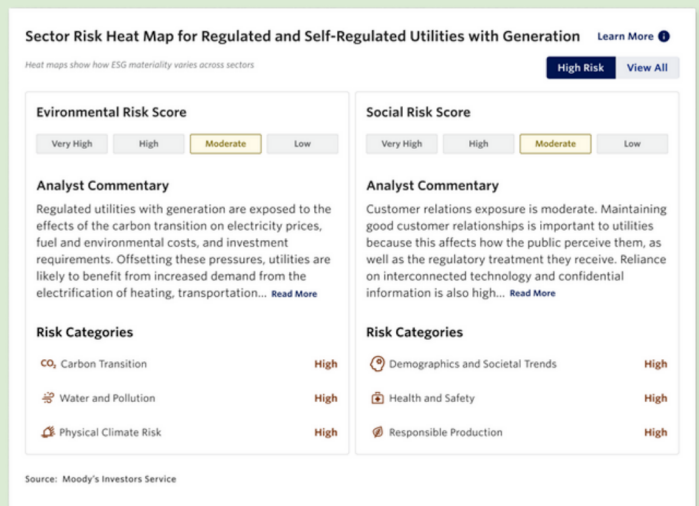 Sector Risk Heat Map for Regulated and Self-Regulated Utilities with Generation
Learn More i
Heat maps show how ESG materiality varies across sectors
High Risk
View All
Evironmental Risk Score
Very High
High
Moderate
Low
Analyst Commentary
Regulated utilities with generation are exposed to the
effects of the carbon transition on electricity prices,
fuel and environmental costs, and investment
requirements. Offsetting these pressures, utilities are
likely to benefit from increased demand from the
electrification of heating, transportation... Read More
Risk Categories
CO₂ Carbon Transition High
Water and Pollution High
Physical Climate Risk High
Social Risk Score
Very High
High
Moderate
Low
Analyst Commentary
Customer relations exposure is moderate. Maintaining
good customer relationships is important to utilities
because this affects how the public perceive them, as
well as the regulatory treatment they receive. Reliance
on interconnected technology and confidential
information is also high... Read More
Risk Categories
Demographics and Societal Trends High
Health and Safety High
Responsible Production High
Source: Moody's Investors Service